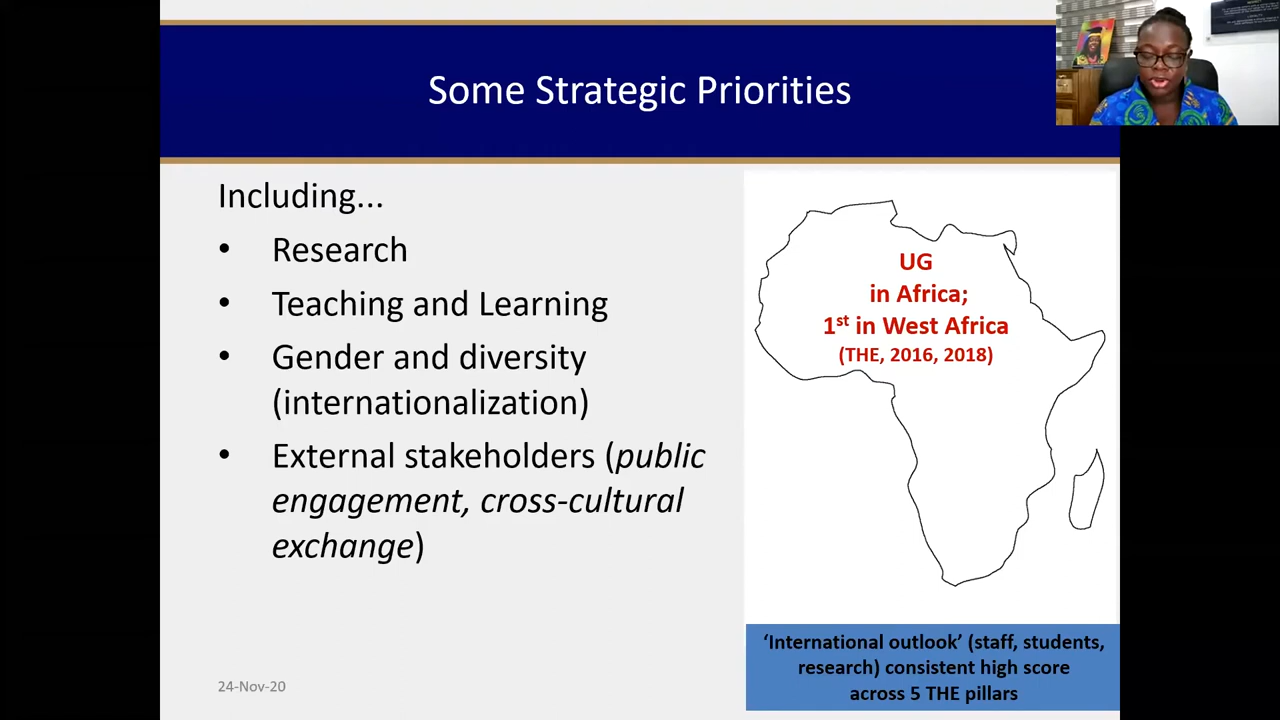 Some Strategic Priorities
Including...
• Research
• Teaching and Learning
• Gender and diversity
(internationalization)
• External stakeholders (public
engagement, cross-cultural
exchange)
UG
in Africa;
1st in West Africa
(THE, 2016, 2018)
‘International outlook’ (staff, students,
research) consistent high score
across 5 THE pillars
24-Nov-20